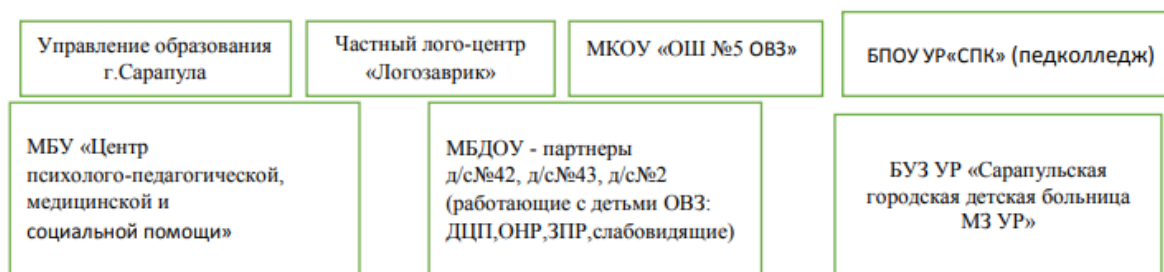 Управление образования
г.Сарапула
Частный лого-центр
«Логозаврик»
МКОУ «ОШ №5 ОВЗ»
БПОУ УР«СПК» (педколледж)
МБУ «Центр
психолого-педагогической,
медицинской и
социальной помощи»
МБДОУ - партнеры
д/с№42, д/с№43, д/с№2
(работающие с детьми ОВЗ:
ДЦП,ОНР,ЗПР,слабовидящие)
БУЗ УР «Сарапульская
городская детская больница
МЗ УР»